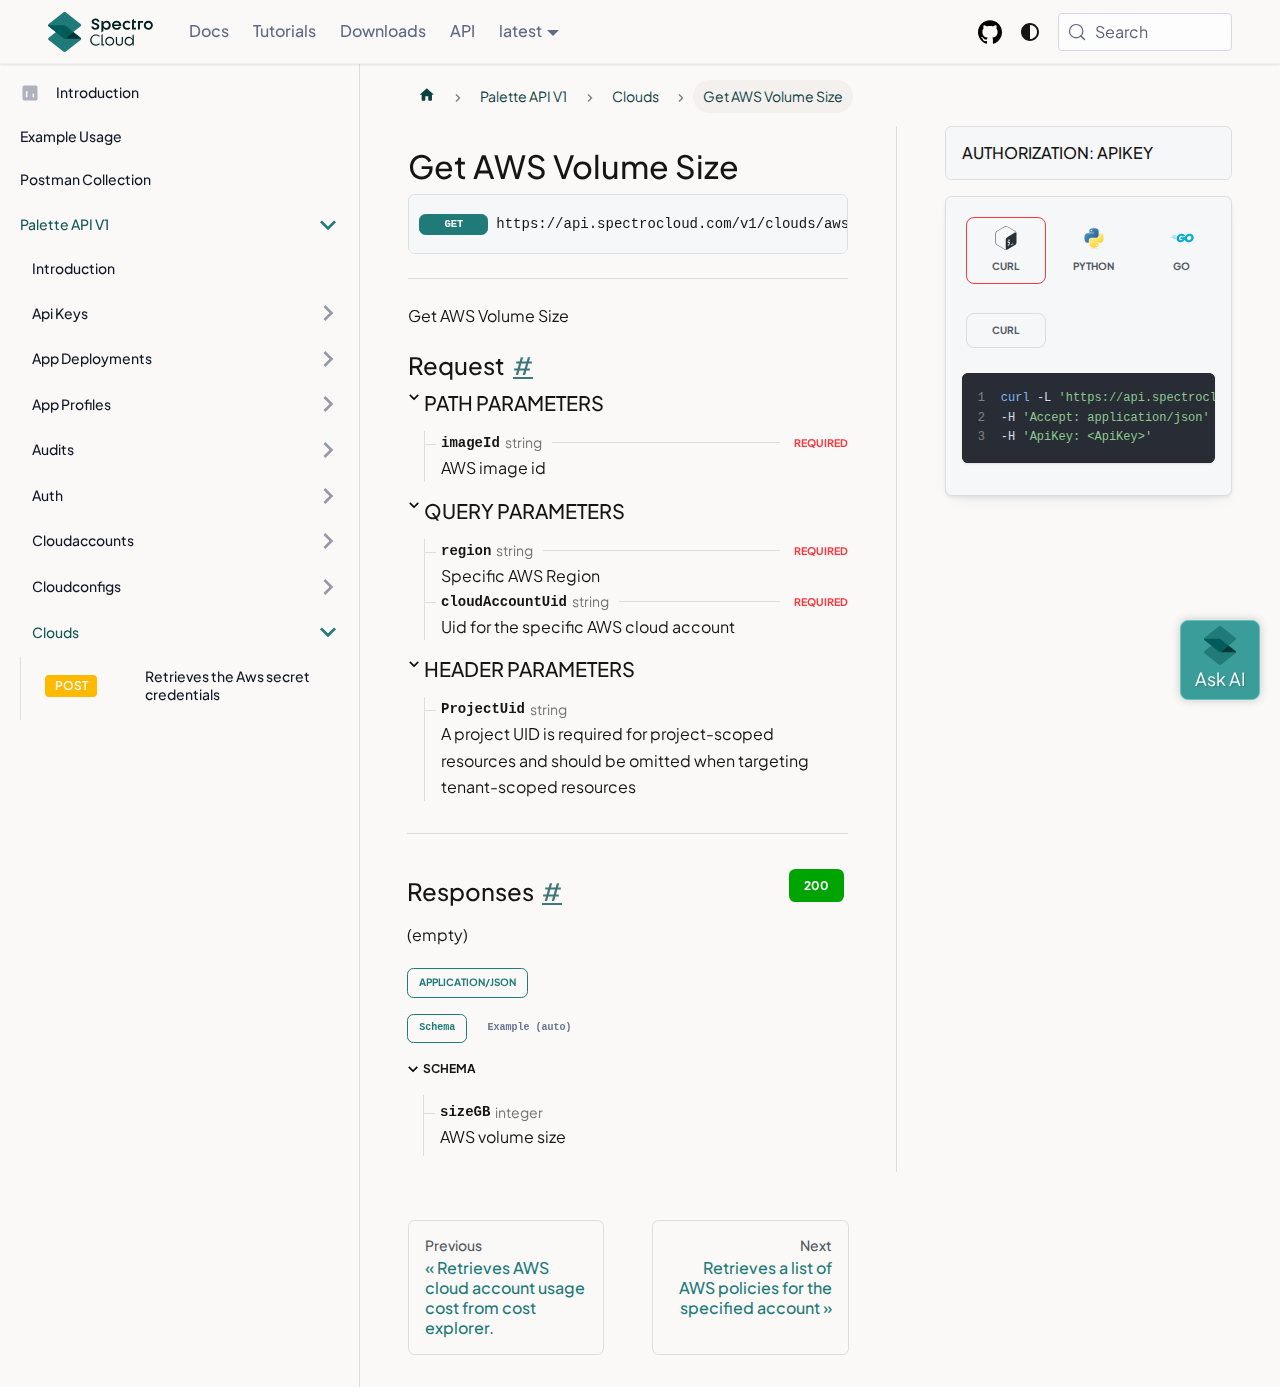 Spectro Cloud
Docs
Tutorials
Downloads
API
latest
Search
Introduction
Example Usage
Postman Collection
Palette API V1
Introduction
Api Keys
App Deployments
App Profiles
Audits
Auth
Cloudaccounts
Cloudconfigs
Clouds
POST
Retrieves the Aws secret
credentials
Palette API V1
Clouds
Get AWS Volume Size
Get AWS Volume Size
GET https://api.spectrocloud.com/v1/clouds/aws
Get AWS Volume Size
Request #
PATH PARAMETERS
imageId string REQUIRED
AWS image id
QUERY PARAMETERS
region string REQUIRED
Specific AWS Region
cloudAccountUid string REQUIRED
Uid for the specific AWS cloud account
HEADER PARAMETERS
ProjectUid string
A project UID is required for project-scoped
resources and should be omitted when targeting
tenant-scoped resources
Responses #
200
(empty)
APPLICATION/JSON
Schema
Example (auto)
SCHEMA
sizeGB integer
AWS volume size
Previous
« Retrieves AWS
cloud account usage
cost from cost
explorer.
Next
Retrieves a list of
AWS policies for the
specified account »
AUTHORIZATION: APIKEY
CURL
PYTHON
GO
CURL
1 curl -L 'https://api.spectrocl
2 -H 'Accept: application/json'
3 -H 'ApiKey: <ApiKey>'
Ask AI